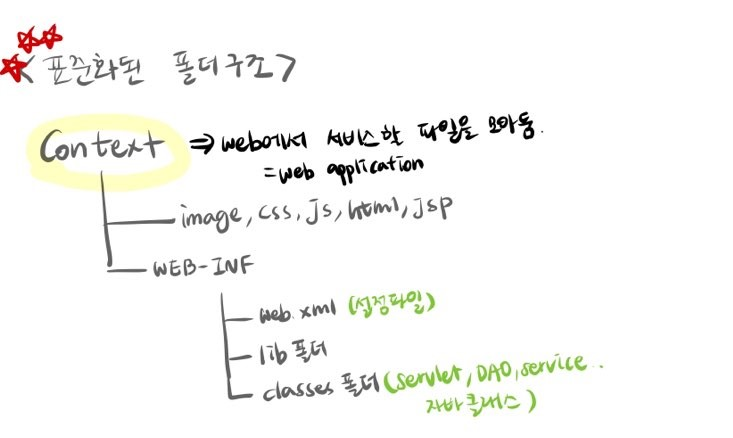 <표준화된 폴더구조>
Context ⇒ web에서 서비스할 파일을 모아둠.
= web application
image, css, js, html, jsp
WEB-INF
web.xml (설정파일)
lib 폴더
classes 폴더 (servlet, DAO, service..
자바클래스)